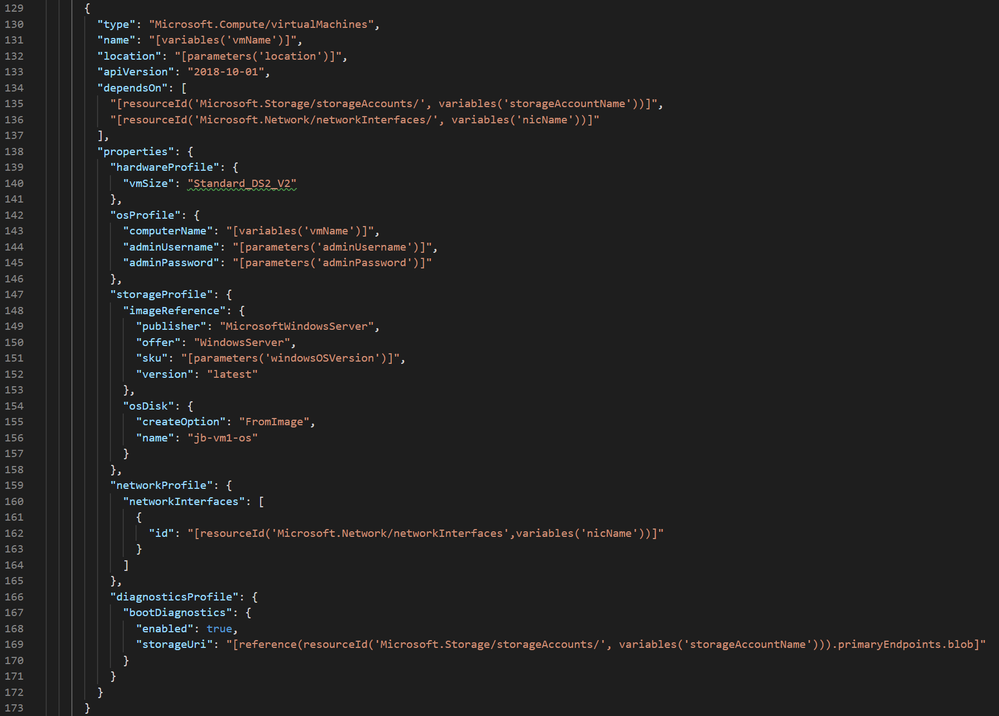 129 {
130 "type": "Microsoft.Compute/virtualMachines",
131 "name": "[variables('vmName')]",
132 "location": "[parameters('location')]",
133 "apiVersion": "2018-10-01",
134 "dependsOn": [
135 "[resourceId('Microsoft.Storage/storageAccounts/', variables('storageAccountName'))]",
136 "[resourceId('Microsoft.Network/networkInterfaces/', variables('nicName'))]"
137 ],
138 "properties": {
139 "hardwareProfile": {
140 "vmSize": "Standard_DS2_V2"
141 },
142 "osProfile": {
143 "computerName": "[variables('vmName')]",
144 "adminUsername": "[parameters('adminUsername')]",
145 "adminPassword": "[parameters('adminPassword')]"
146 },
147 "storageProfile": {
148 "imageReference": {
149 "publisher": "MicrosoftWindowsServer",
150 "offer": "WindowsServer",
151 "sku": "[parameters('windowsOSVersion')]",
152 "version": "latest"
153 },
154 "osDisk": {
155 "createOption": "FromImage",
156 "name": "jb-vm1-os"
157 }
158 },
159 "networkProfile": {
160 "networkInterfaces": [
161 {
162 "id": "[resourceId('Microsoft.Network/networkInterfaces',variables('nicName'))]"
163 }
164 ]
165 },
166 "diagnosticsProfile": {
167 "bootDiagnostics": {
168 "enabled": true,
169 "storageUri": "[reference(resourceId('Microsoft.Storage/storageAccounts/', variables('storageAccountName'))).primaryEndpoints.blob]"
170 }
171 }
172 }
173 }